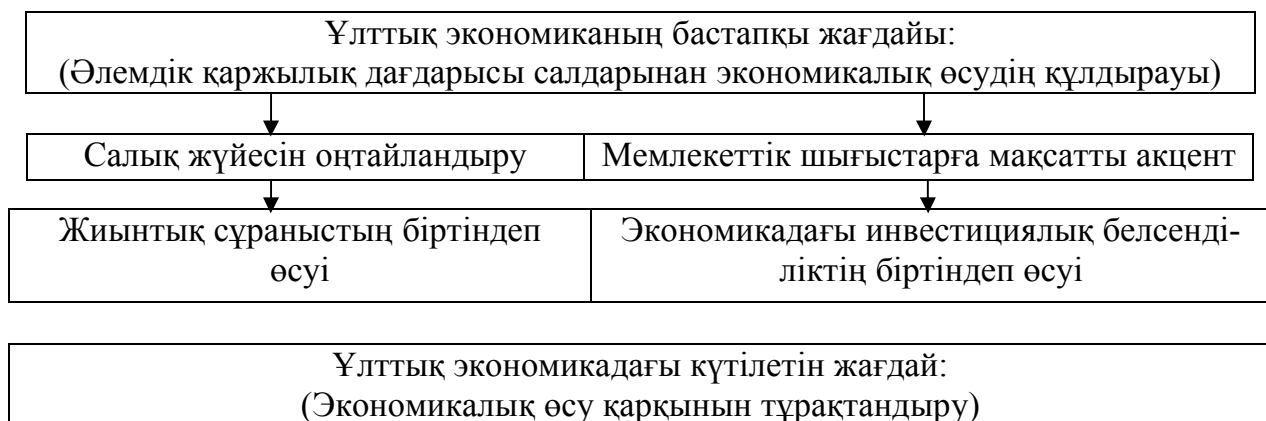 Ұлттық экономиканың бастапқы жағдайы:
(Әлемдік қаржылық дағдарысы салдарынан экономикалық өсудің құлдырауы)
Салық жүйесін оңтайландыру
Мемлекеттік шығыстарға мақсатты акцент
Жиынтық сұраныстың біртіндеп
өсуі
Экономикадағы инвестициялық белсенді-
ліктің біртіндеп өсуі
Ұлттық экономикадағы күтілетін жағдай:
(Экономикалық өсу қарқынын тұрақтандыру)